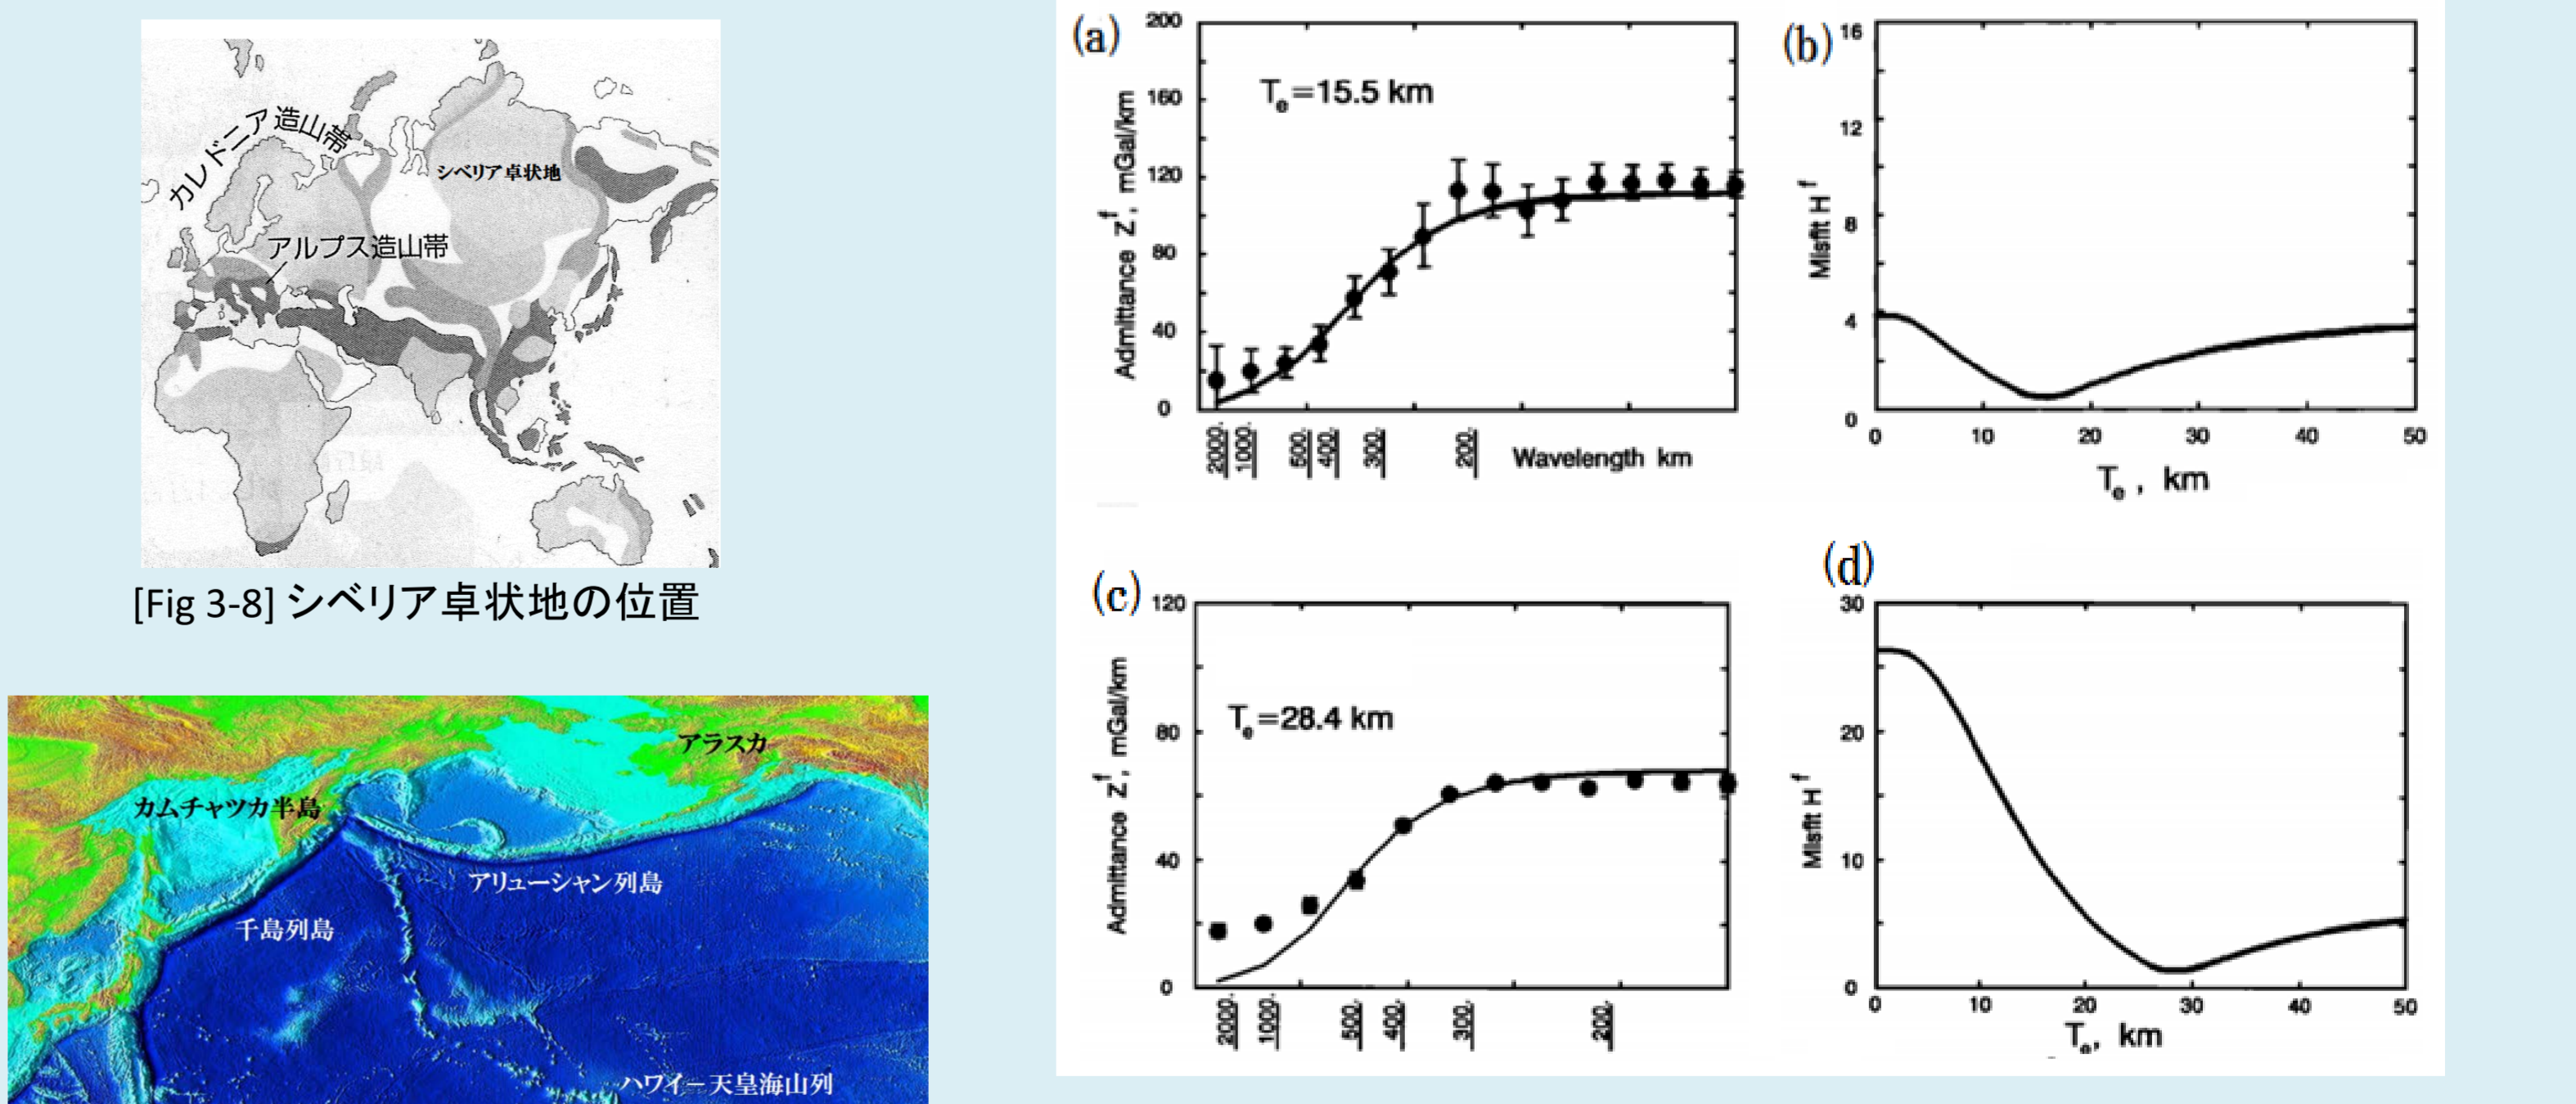 カレドニア造山帯
シベリア卓状地
アルプス造山帯
[Fig 3-8] シベリア卓状地の位置
アラスカ
カムチャツカ半島
アリューシャン列島
千島列島
ハワイ－天皇海山列
(a)
200
160
120
80
40
0
Admittance Zᶠ, mGal/km
Tₑ=15.5 km
2000.
1000.
500.
400.
300.
200.
Wavelength km
(b)
16
12
8
4
0
Misfit Hᶠ
0 10 20 30 40 50
Tₑ , km
(c)
120
80
40
0
Admittance Zᶠ, mGal/km
Tₑ=28.4 km
2000.
1000.
500.
400.
300.
200.
(d)
30
20
10
0
Misfit Hᶠ
0 10 20 30 40 50
Tₑ, km